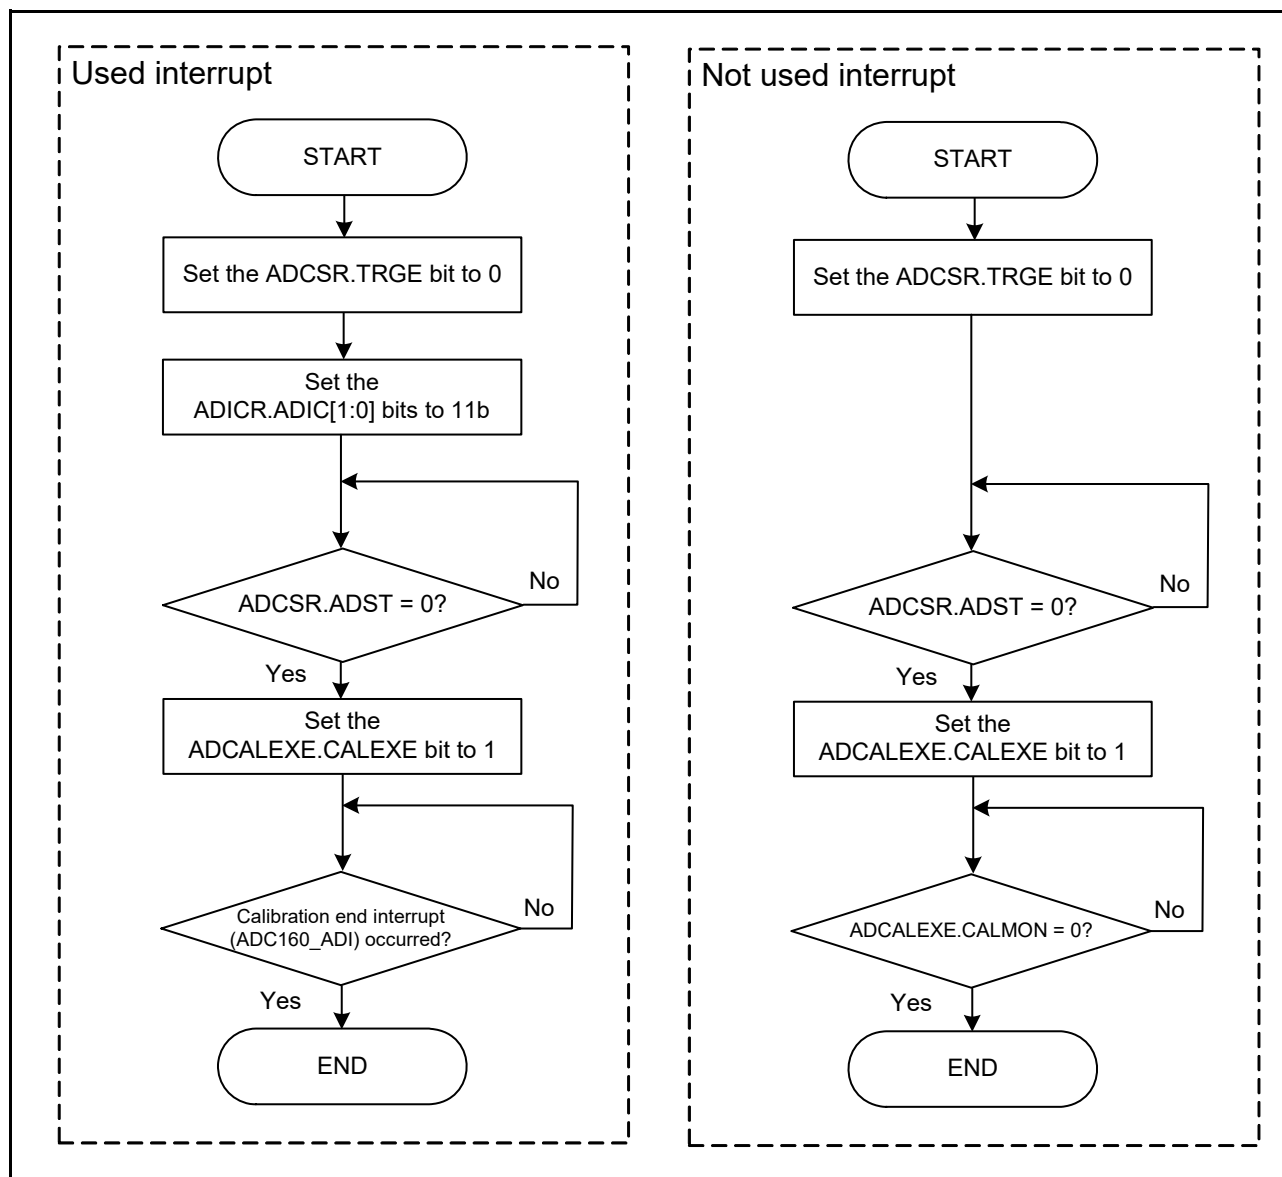 Used interrupt
START
Set the ADCSR.TRGE bit to 0
Set the
ADICR.ADIC[1:0] bits to 11b
ADCSR.ADST = 0?
No
Yes
Set the
ADCALEXE.CALEXE bit to 1
Calibration end interrupt
(ADC160_ADI) occurred?
No
Yes
END
Not used interrupt
START
Set the ADCSR.TRGE bit to 0
ADCSR.ADST = 0?
No
Yes
Set the
ADCALEXE.CALEXE bit to 1
ADCALEXE.CALMON = 0?
No
Yes
END